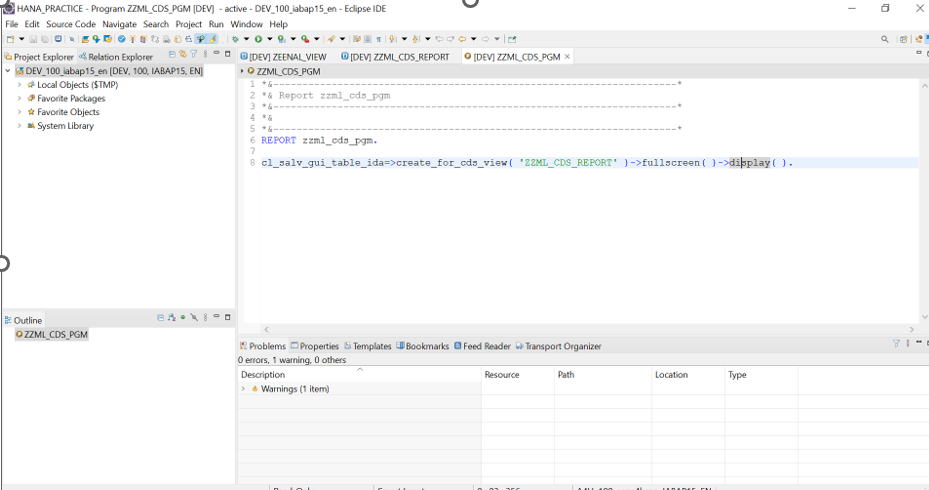 HANA_PRACTICE - Program ZZML_CDS_PGM [DEV] - active - DEV_100_iabap15_en - Eclipse IDE
File Edit Source Code Navigate Search Project Run Window Help
Project Explorer Relation Explorer
[DEV] ZEENAL_VIEW [DEV] ZZML_CDS_REPORT [DEV] ZZML_CDS_PGM
DEV_100_iabap15_en [DEV, 100, IABAP15, EN]
Local Objects ($TMP)
Favorite Packages
Favorite Objects
System Library
ZZML_CDS_PGM
1 *&---------------------------------------------------------------------*
2 *& Report zzml_cds_pgm
3 *&---------------------------------------------------------------------*
4 *&
5 *&---------------------------------------------------------------------*
6 REPORT zzml_cds_pgm.
7
8 cl_salv_gui_table_ida=>create_for_cds_view( 'ZZML_CDS_REPORT' )->fullscreen( )->display( ).
Outline
ZZML_CDS_PGM
Problems Properties Templates Bookmarks Feed Reader Transport Organizer
0 errors, 1 warning, 0 others
Description Resource Path Location Type
Warnings (1 item)